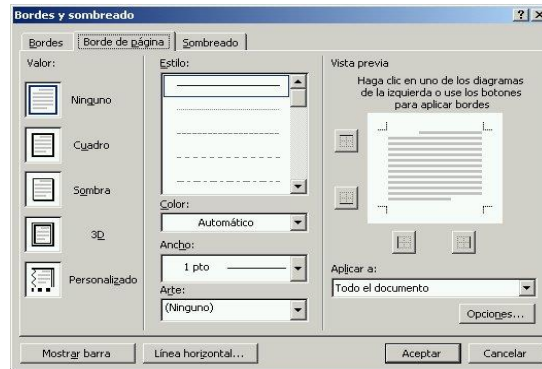 Bordes y sombreado
Bordes
Borde de página
Sombreado
Valor:
Ninguno
Cuadro
Sombra
3D
Personalizado
Estilo:
Color:
Automático
Ancho:
1 pto
Arte:
(Ninguno)
Vista previa
Haga clic en uno de los diagramas
de la izquierda o use los botones
para aplicar bordes
Aplicar a:
Todo el documento
Opciones...
Mostrar barra
Línea horizontal...
Aceptar
Cancelar